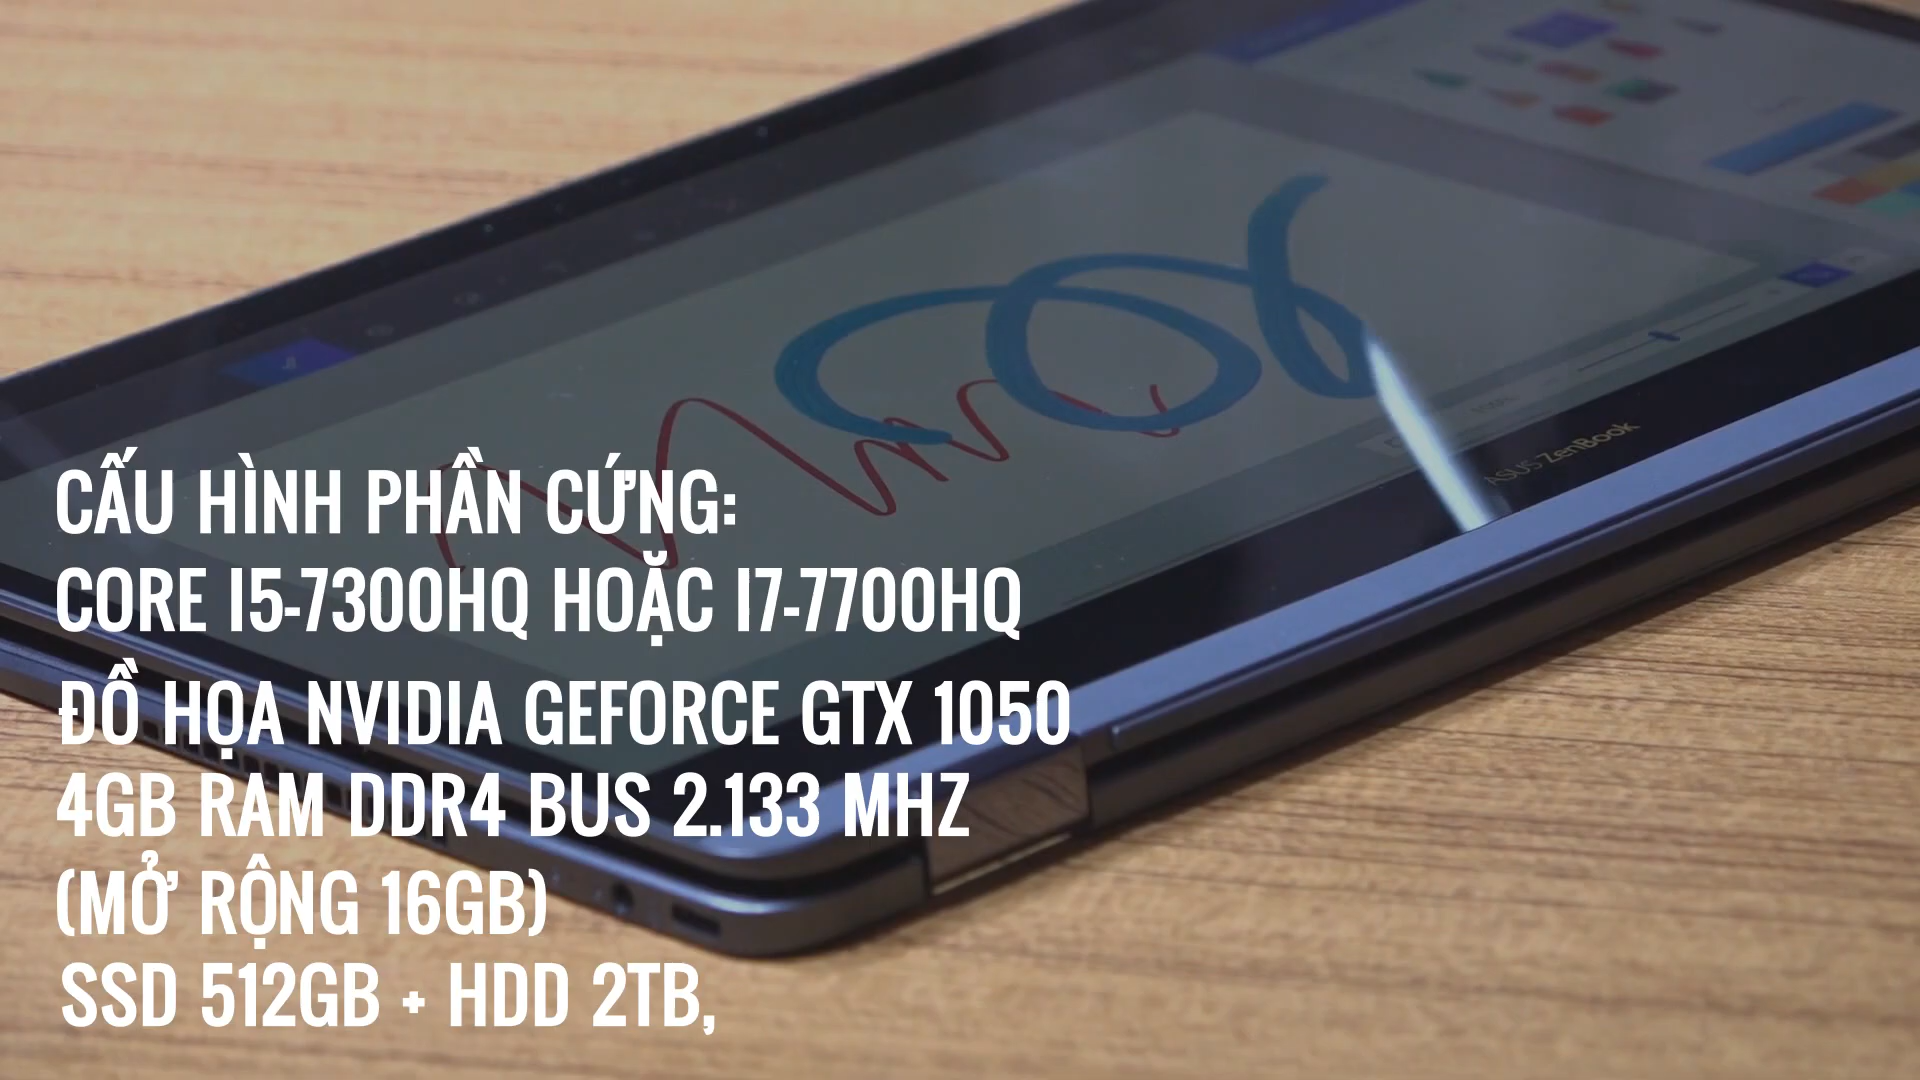 ASUS ZenBook
CẤU HÌNH PHẦN CỨNG:
CORE I5-7300HQ HOẶC I7-7700HQ
ĐỒ HỌA NVIDIA GEFORCE GTX 1050
4GB RAM DDR4 BUS 2.133 MHZ
(MỞ RỘNG 16GB)
SSD 512GB + HDD 2TB,